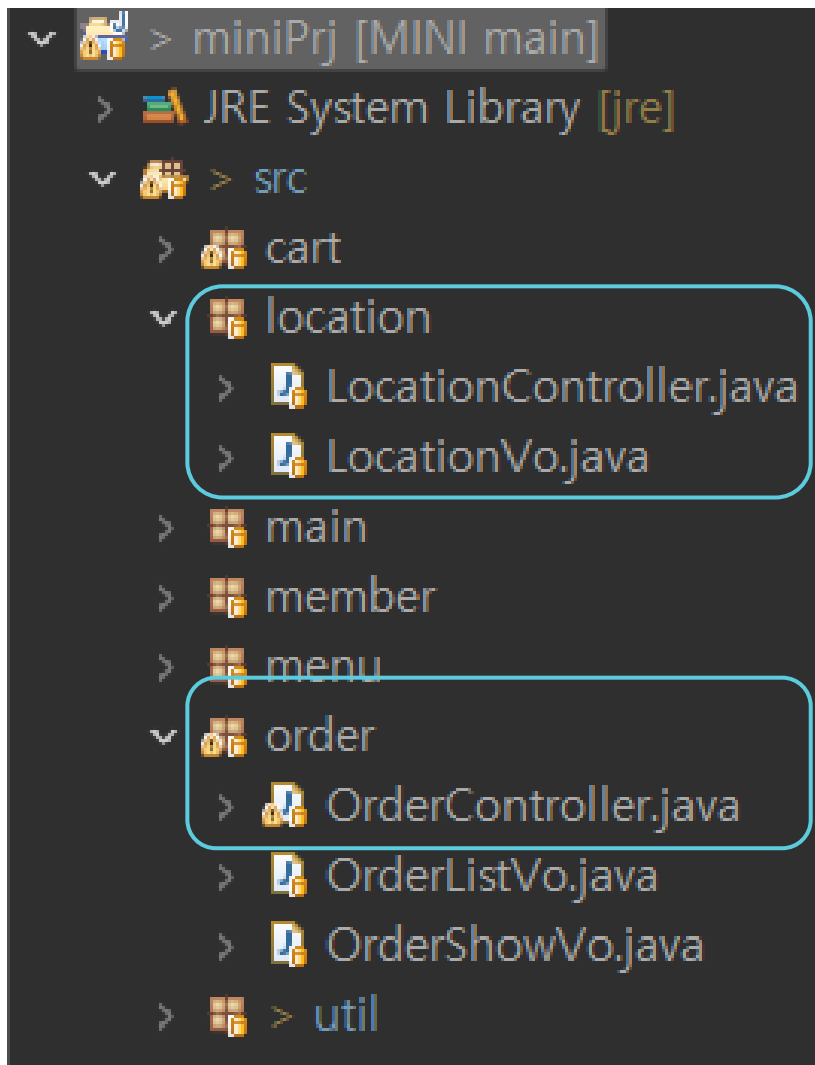 > miniPrj [MINI main]
JRE System Library [jre]
> src
cart
location
LocationController.java
LocationVo.java
main
member
menu
order
OrderController.java
OrderListVo.java
OrderShowVo.java
> util